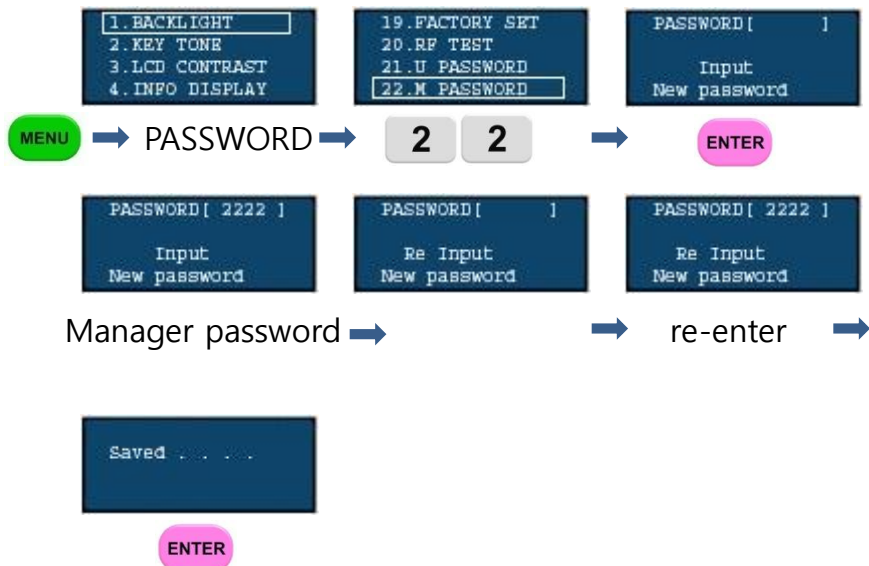 1.BACKLIGHT
2.KEY TONE
3.LCD CONTRAST
4.INFO DISPLAY
19.FACTORY SET
20.RF TEST
21.U PASSWORD
22.M PASSWORD
PASSWORD[ ]
Input
New password
MENU
PASSWORD
2 2
ENTER
PASSWORD[ 2222 ]
Input
New password
PASSWORD[ ]
Re Input
New password
PASSWORD[ 2222 ]
Re Input
New password
Manager password
re-enter
Saved . . . .
ENTER